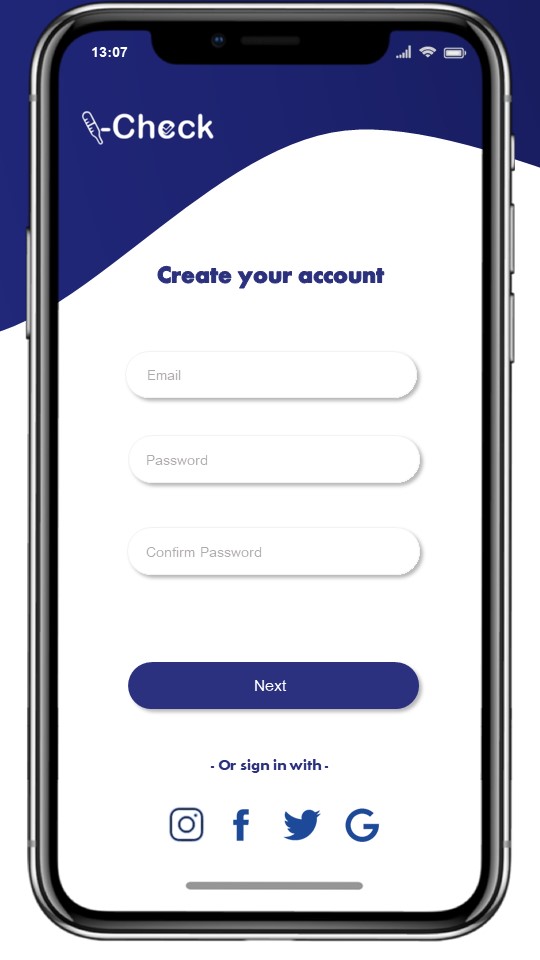 13:07
-Check
Create your account
Email
Password
Confirm Password
Next
- Or sign in with -